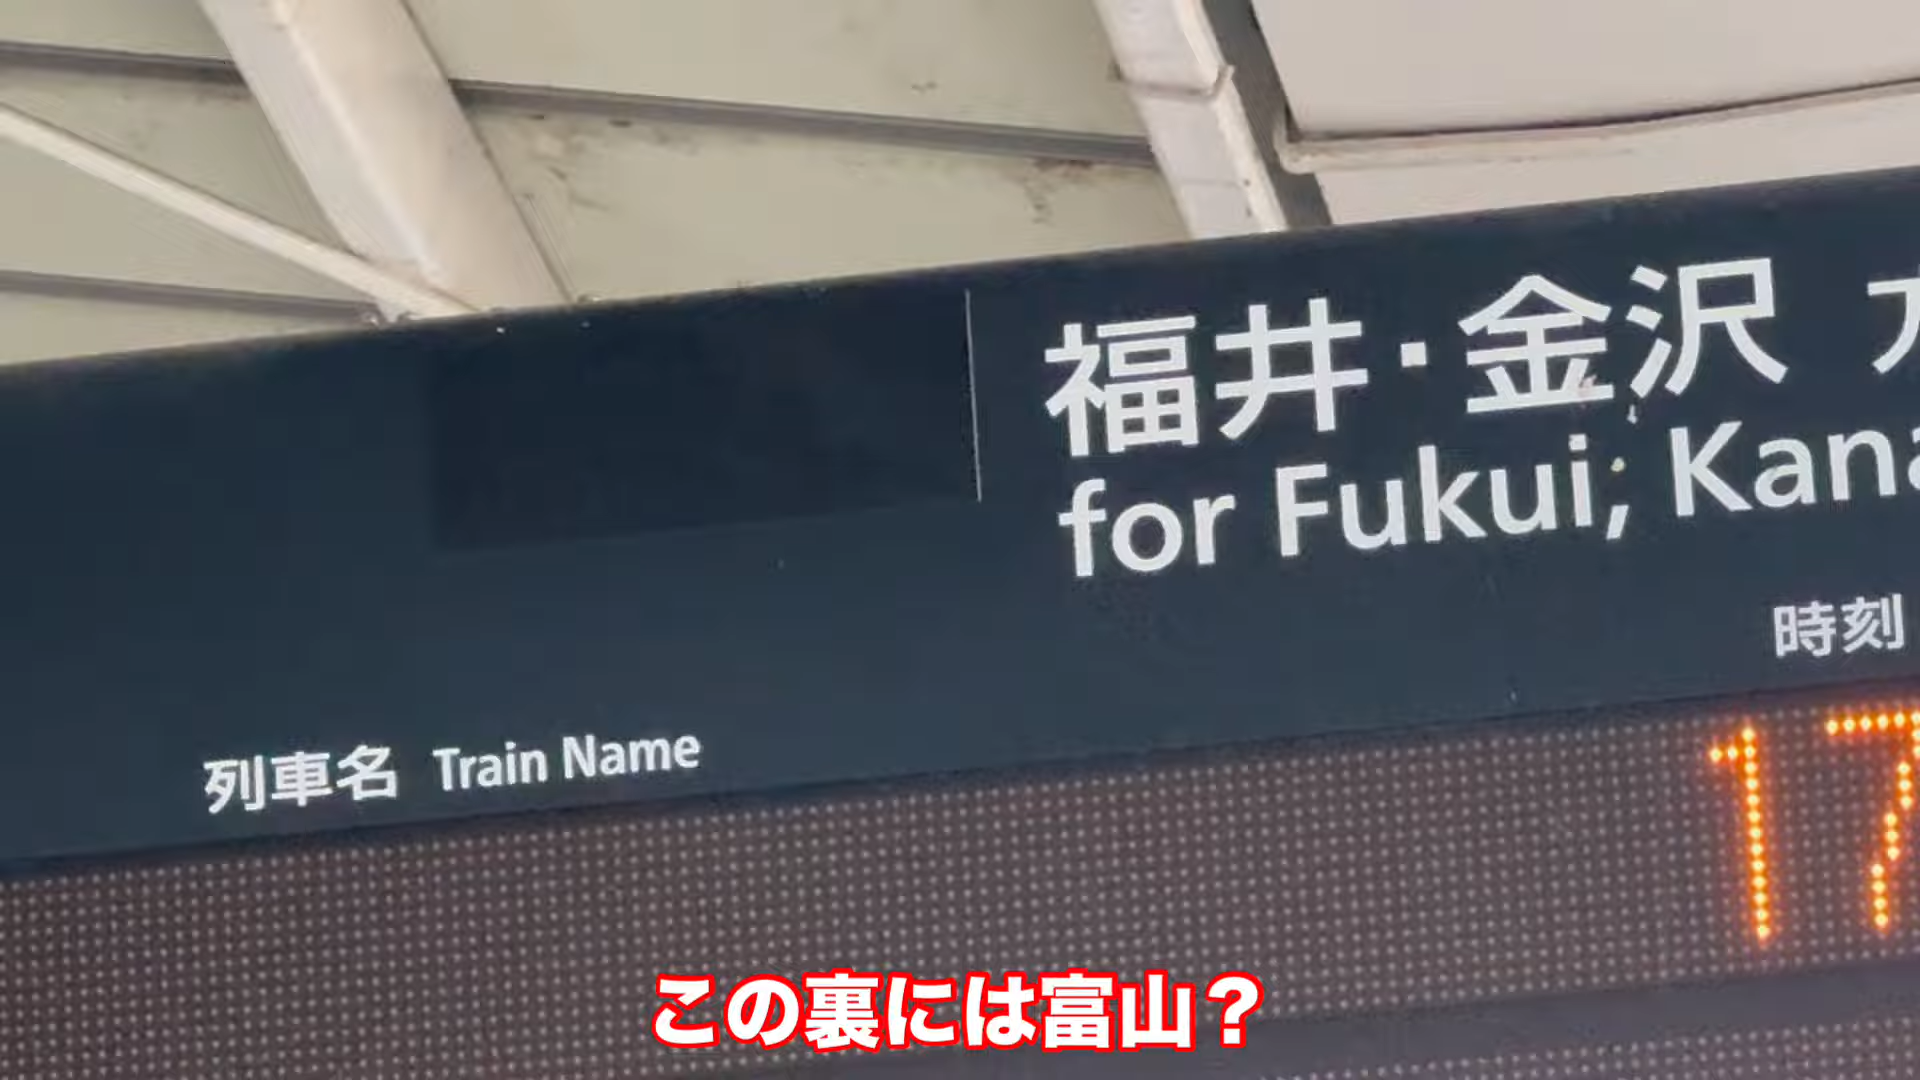 福井・金沢
for Fukui, Kana
時刻
列車名 Train Name
17
この裏には富山？